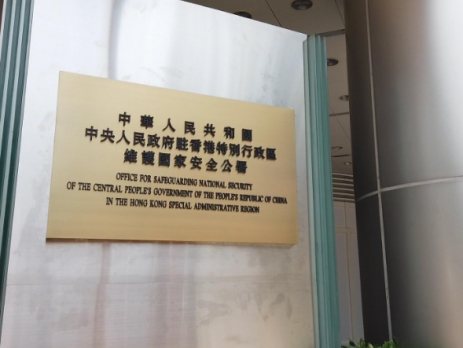 中華人民共和國
中央人民政府駐香港特別行政區
維護國家安全公署
OFFICE FOR SAFEGUARDING NATIONAL SECURITY
OF THE CENTRAL PEOPLE'S GOVERNMENT OF THE PEOPLE'S REPUBLIC OF CHINA
IN THE HONG KONG SPECIAL ADMINISTRATIVE REGION